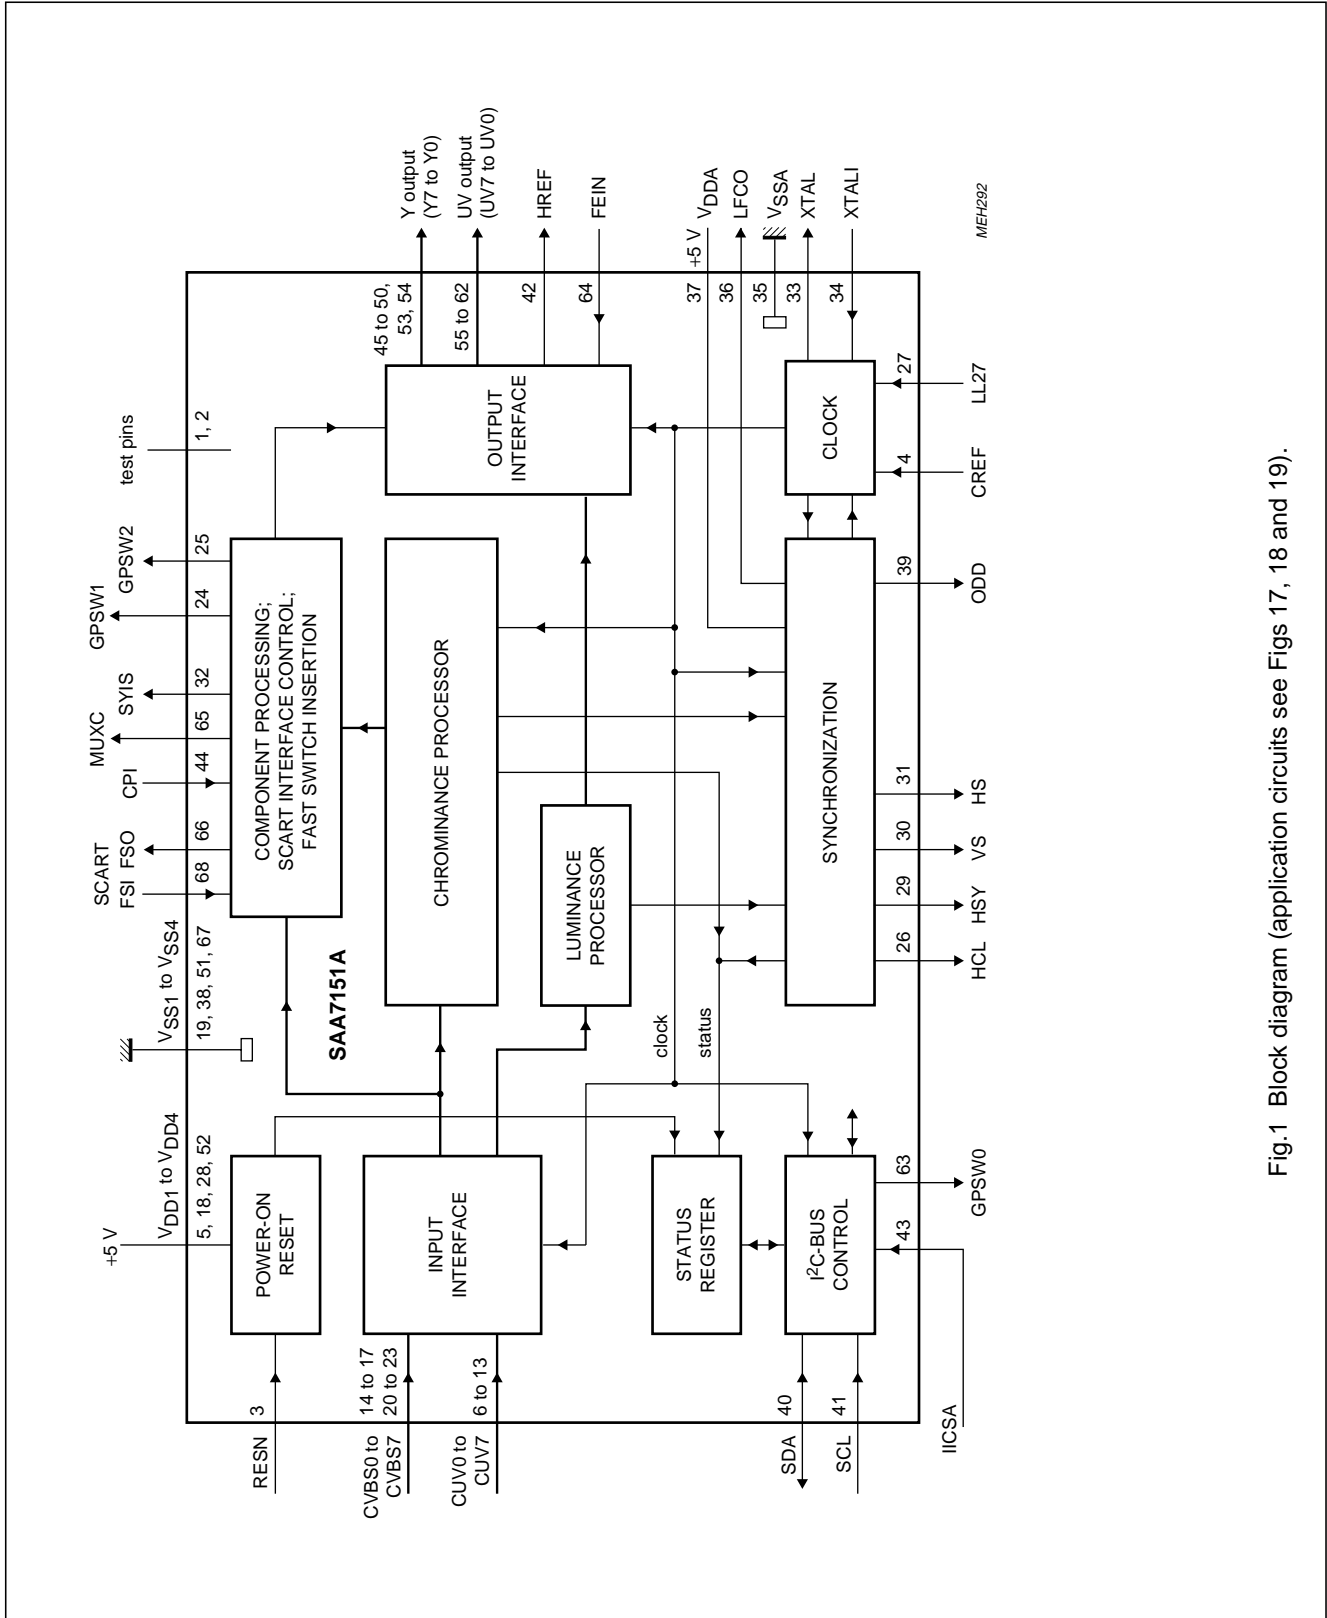 +5 V
VDD1 to VDD4
5, 18, 28, 52
VSS1 to VSS4
19, 38, 51, 67
SCART
FSI FSO
68
66
CPI
44
MUXC
65
SYIS
32
GPSW1
24
GPSW2
25
test pins
1, 2
RESN
3
POWER-ON
RESET
COMPONENT PROCESSING;
SCART INTERFACE CONTROL;
FAST SWITCH INSERTION
SAA7151A
CVBS0 to
CVBS7
14 to 17
20 to 23
CUV0 to
CUV7
6 to 13
INPUT
INTERFACE
CHROMINANCE PROCESSOR
OUTPUT
INTERFACE
45 to 50,
53, 54
Y output
(Y7 to Y0)
55 to 62
UV output
(UV7 to UV0)
42
HREF
64
FEIN
LUMINANCE
PROCESSOR
clock
status
STATUS
REGISTER
37
+5 V
VDDA
36
LFCO
35
VSSA
33
XTAL
34
XTALI
SDA
40
SCL
41
I2C-BUS
CONTROL
SYNCHRONIZATION
CLOCK
IICSA
43
63
GPSW0
26
HCL
29
HSY
30
VS
31
HS
39
ODD
4
CREF
27
LL27
MEH292
Fig.1 Block diagram (application circuits see Figs 17, 18 and 19).